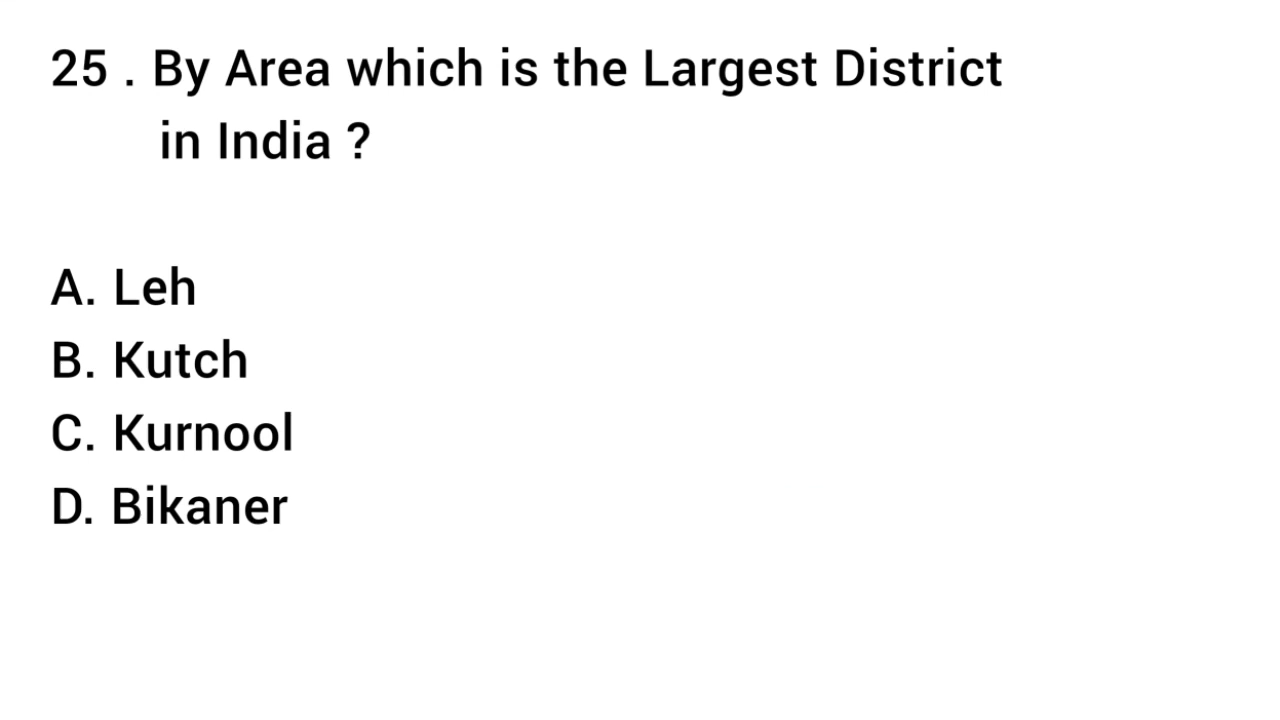 25 . By Area which is the Largest District
in India ?
A. Leh
B. Kutch
C. Kurnool
D. Bikaner